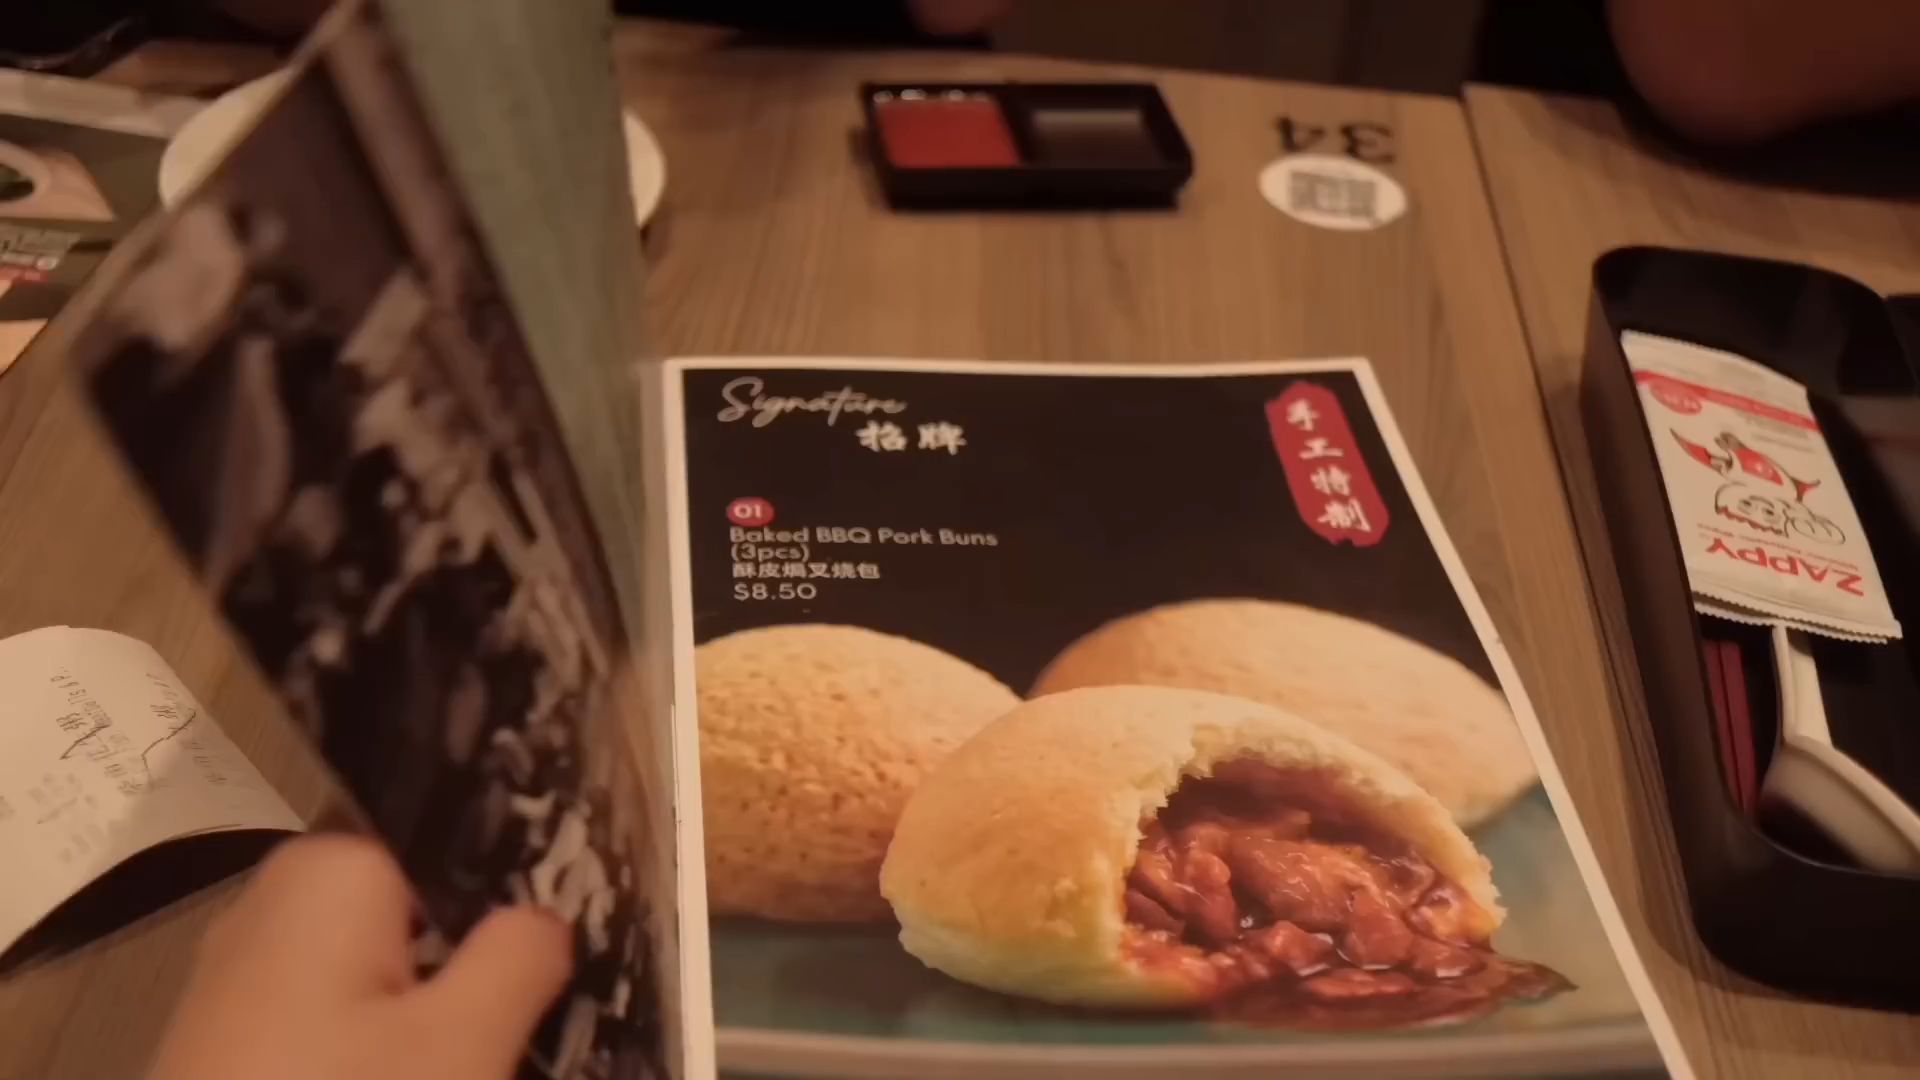 34
Signature
招牌
手工特制
01
Baked BBQ Pork Buns
(3pcs)
酥皮焗叉烧包
$8.50
ZAPPY